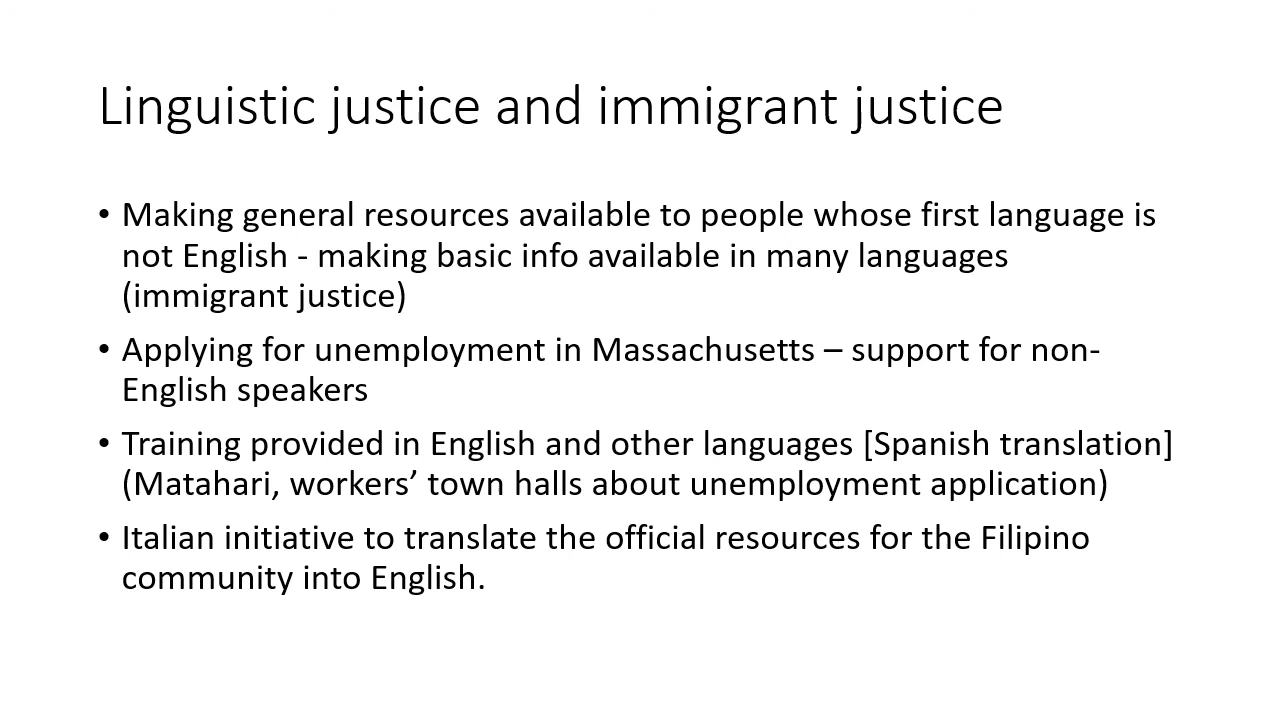 Linguistic justice and immigrant justice
• Making general resources available to people whose first language is
not English - making basic info available in many languages
(immigrant justice)
• Applying for unemployment in Massachusetts – support for non-
English speakers
• Training provided in English and other languages [Spanish translation]
(Matahari, workers’ town halls about unemployment application)
• Italian initiative to translate the official resources for the Filipino
community into English.